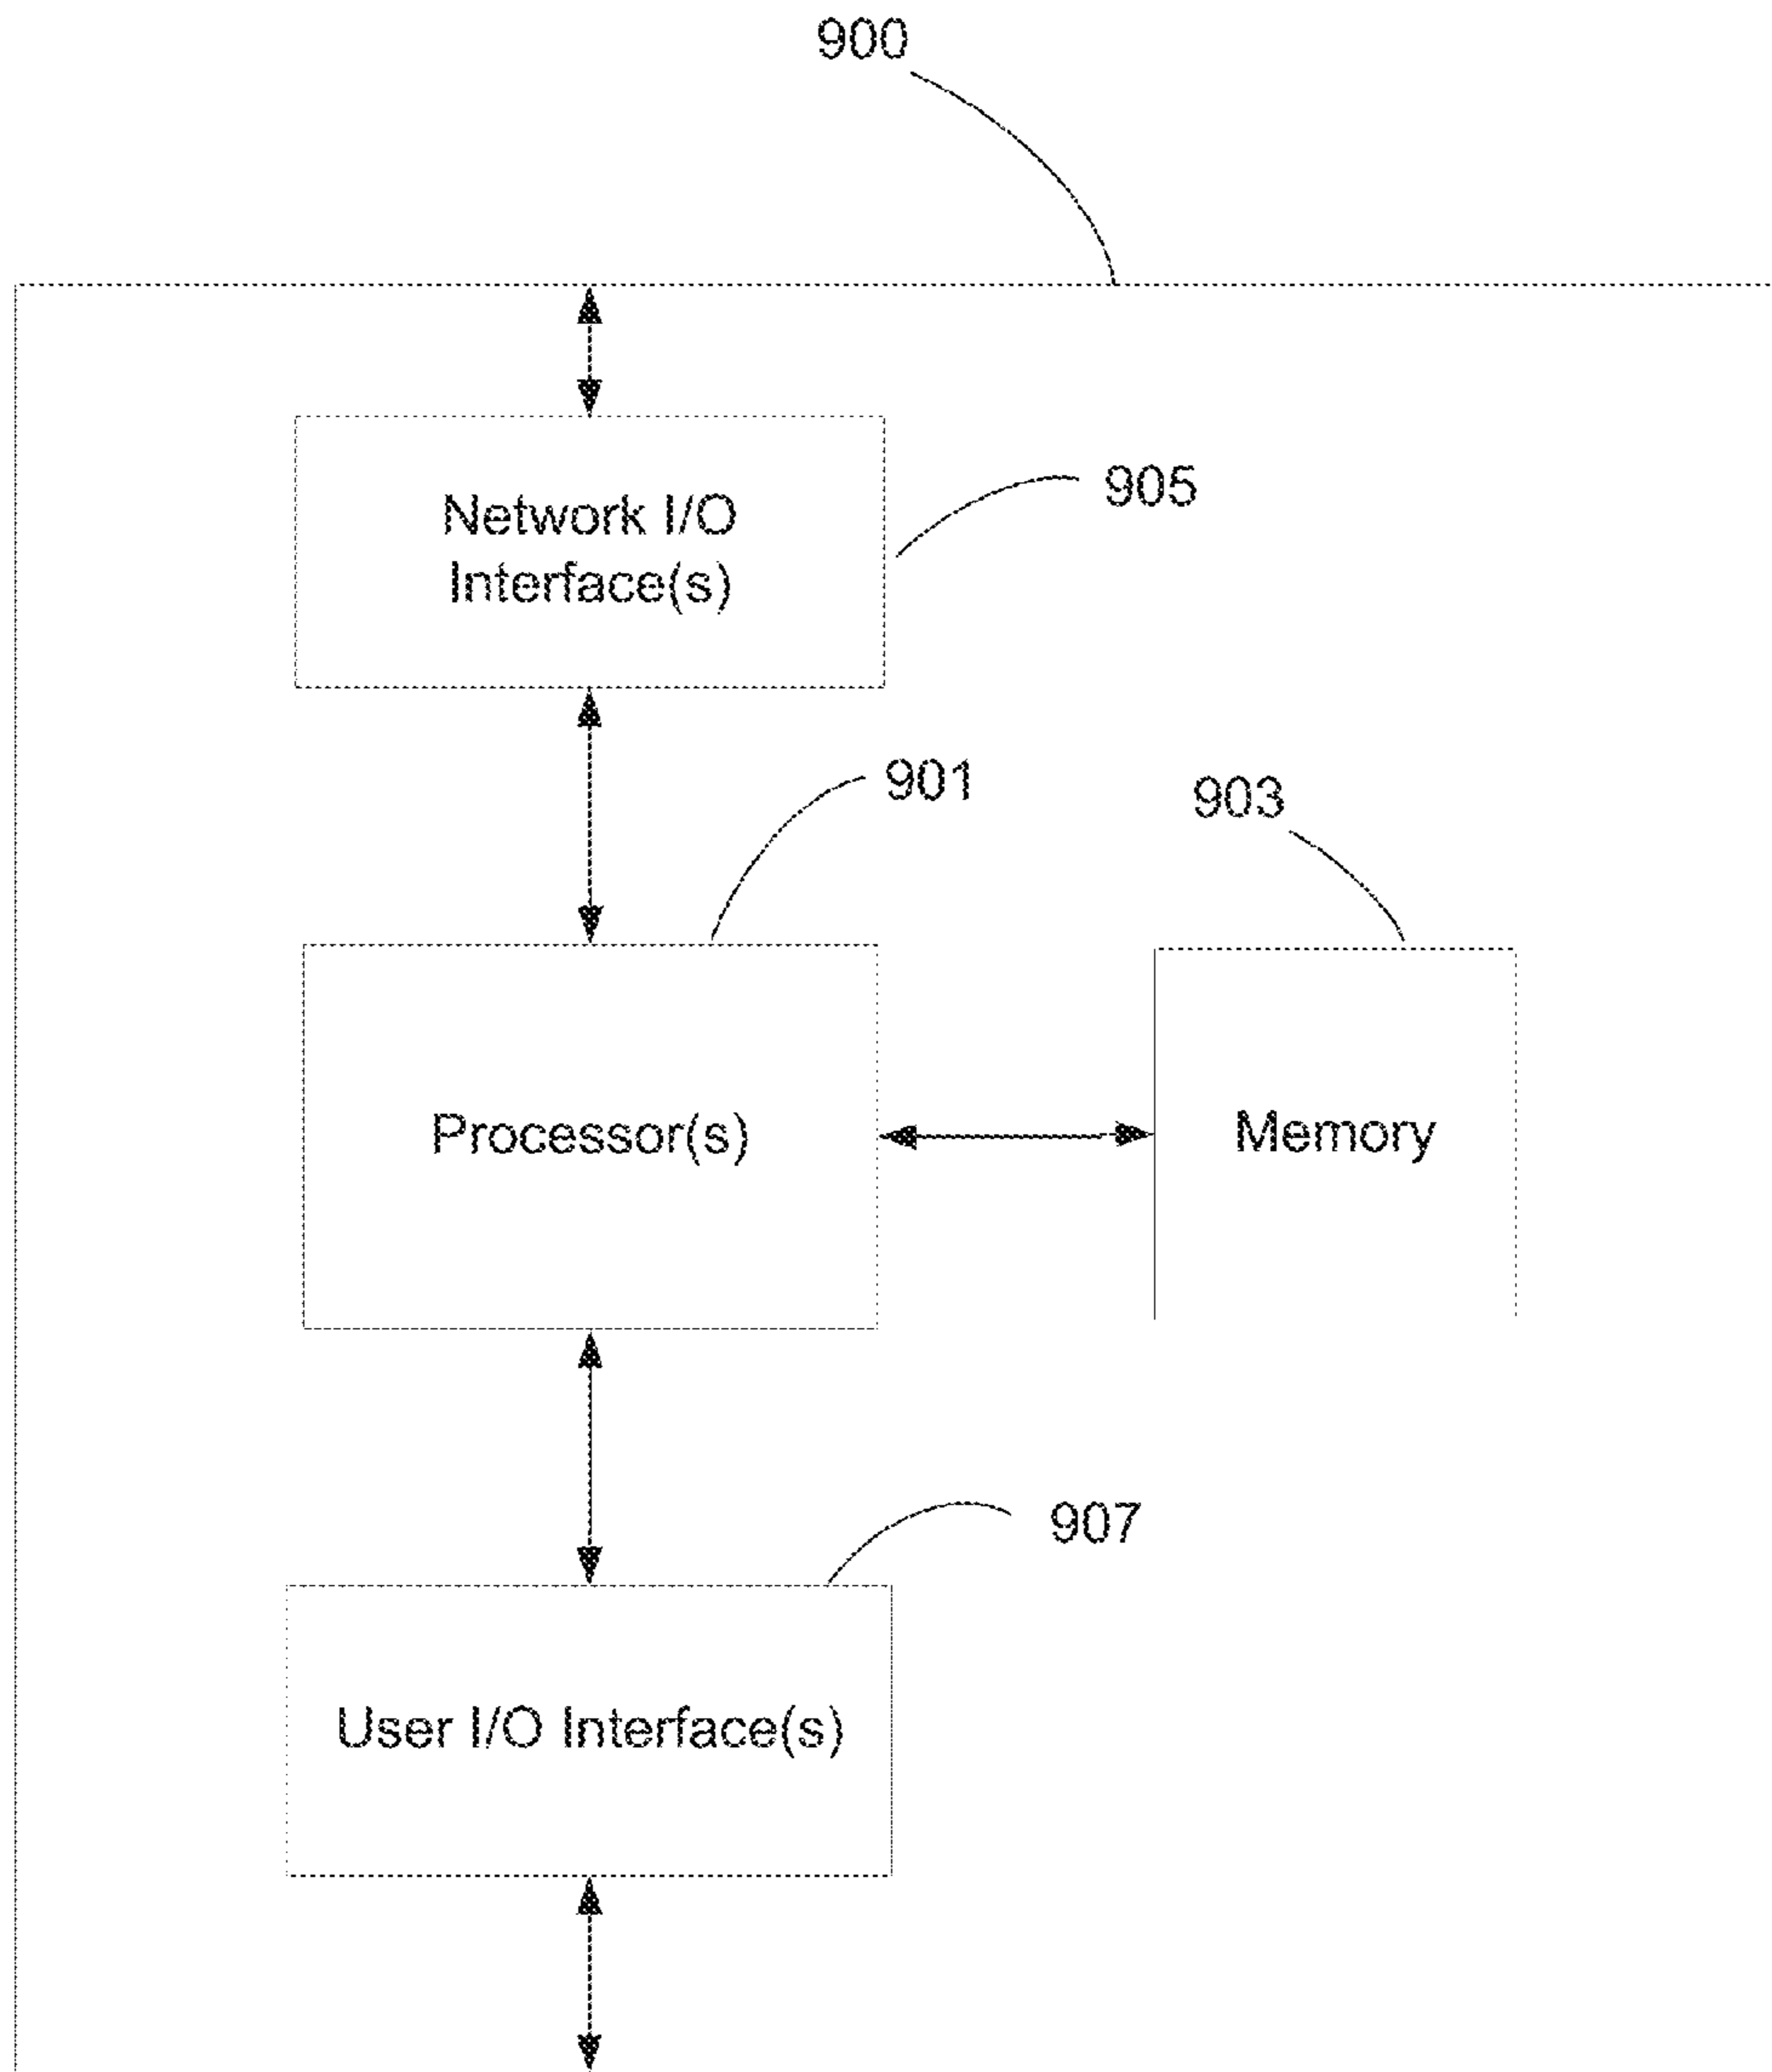 900
Network I/O
Interface(s)
905
901
903
Processor(s)
Memory
907
User I/O Interface(s)